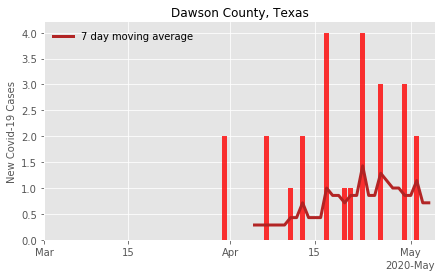 Dawson County, Texas
7 day moving average
New Covid-19 Cases
4.0
3.5
3.0
2.5
2.0
1.5
1.0
0.5
0.0
Mar
15
Apr
15
May
2020-May